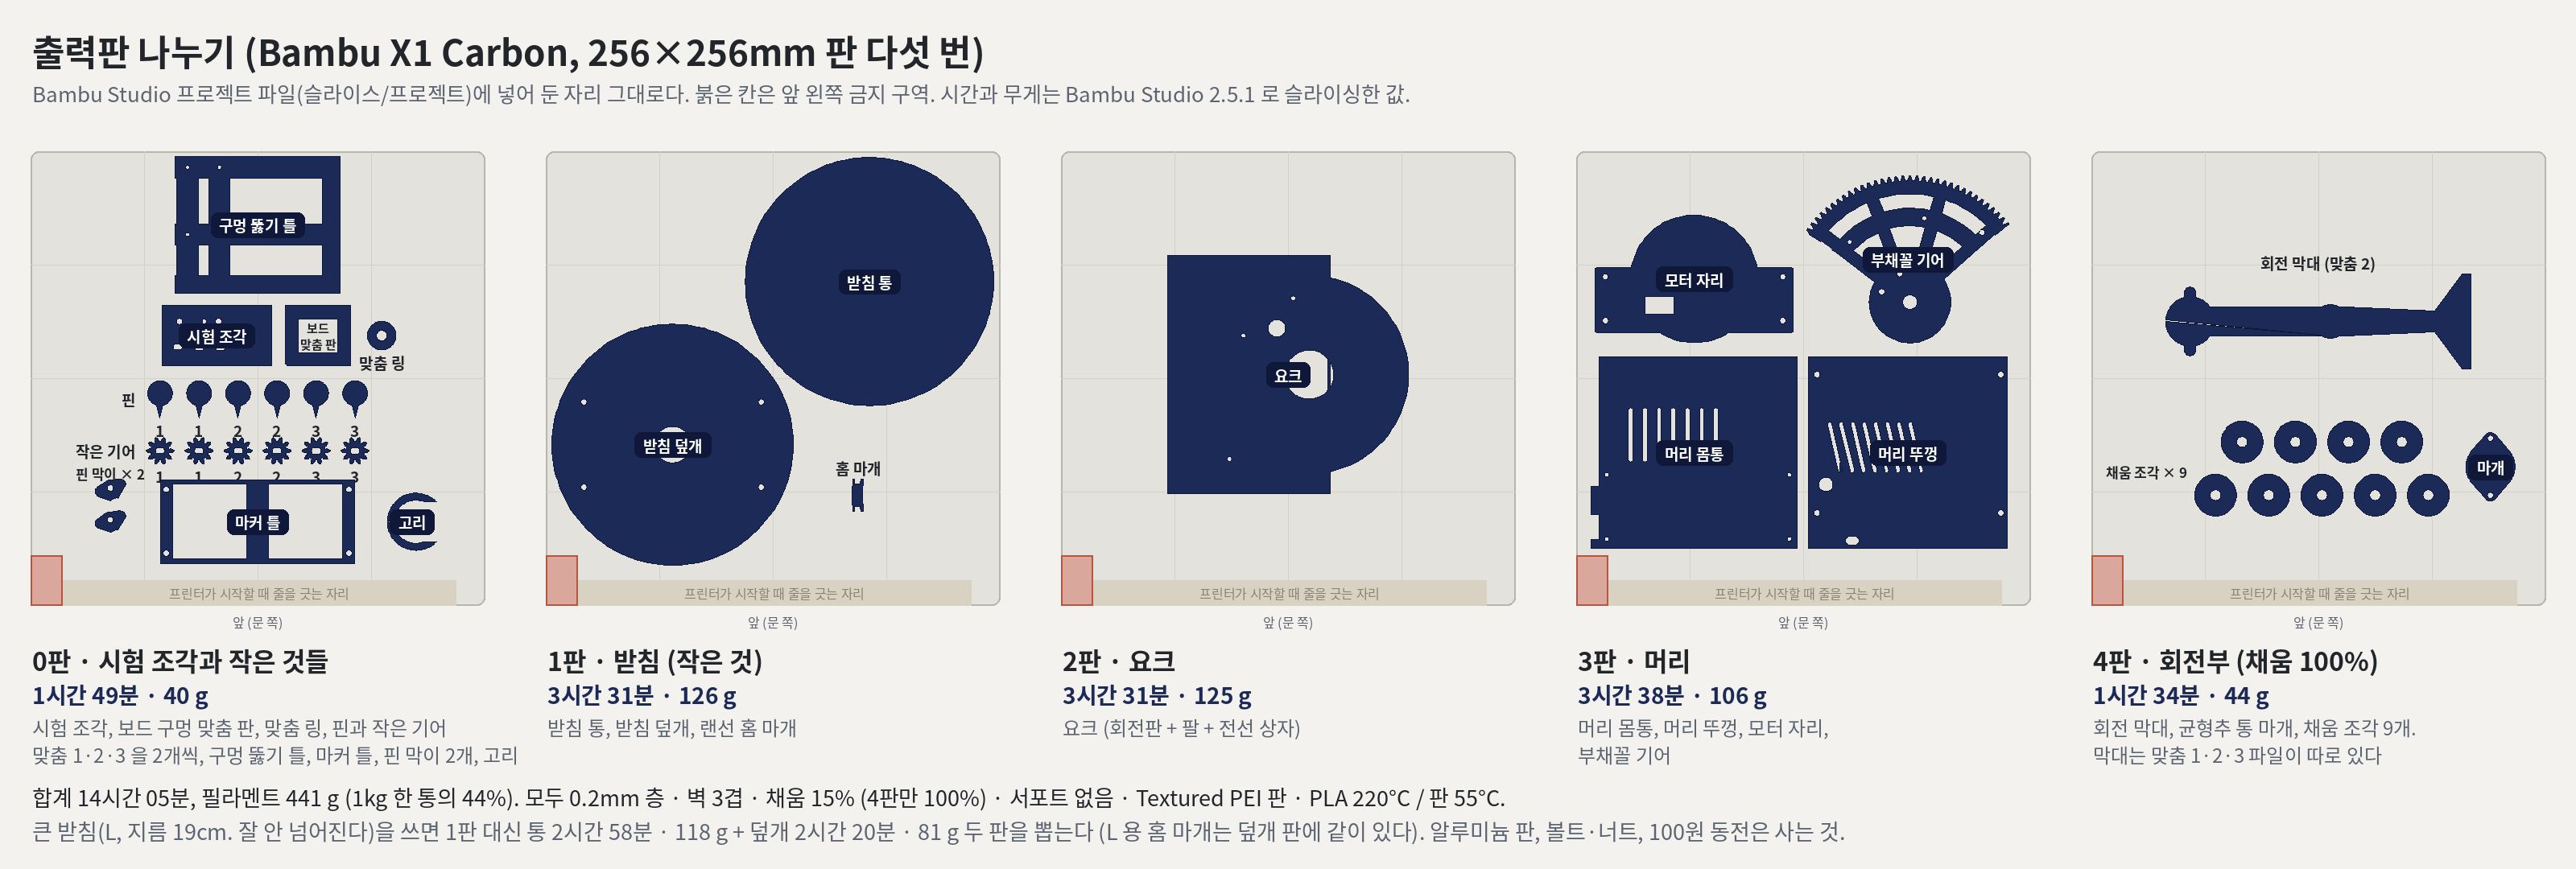 출력판 나누기 (Bambu X1 Carbon, 256×256mm 판 다섯 번)
Bambu Studio 프로젝트 파일(슬라이스/프로젝트)에 넣어 둔 자리 그대로다. 붉은 칸은 앞 왼쪽 금지 구역. 시간과 무게는 Bambu Studio 2.5.1 로 슬라이싱한 값.
구멍 뚫기 틀
시험 조각
보드
맞춤 판
맞춤 링
핀
1 1 2 2 3 3
작은 기어
핀 막이 × 2
1 1 2 2 3 3
마커 틀
고리
프린터가 시작할 때 줄을 긋는 자리
앞 (문 쪽)
0판 · 시험 조각과 작은 것들
1시간 49분 · 40 g
시험 조각, 보드 구멍 맞춤 판, 맞춤 링, 핀과 작은 기어
맞춤 1·2·3 을 2개씩, 구멍 뚫기 틀, 마커 틀, 핀 막이 2개, 고리
받침 통
받침 덮개
홈 마개
프린터가 시작할 때 줄을 긋는 자리
앞 (문 쪽)
1판 · 받침 (작은 것)
3시간 31분 · 126 g
받침 통, 받침 덮개, 랜선 홈 마개
요크
프린터가 시작할 때 줄을 긋는 자리
앞 (문 쪽)
2판 · 요크
3시간 31분 · 125 g
요크 (회전판 + 팔 + 전선 상자)
모터 자리
부채꼴 기어
머리 몸통
머리 뚜껑
프린터가 시작할 때 줄을 긋는 자리
앞 (문 쪽)
3판 · 머리
3시간 38분 · 106 g
머리 몸통, 머리 뚜껑, 모터 자리,
부채꼴 기어
회전 막대 (맞춤 2)
채움 조각 × 9
마개
프린터가 시작할 때 줄을 긋는 자리
앞 (문 쪽)
4판 · 회전부 (채움 100%)
1시간 34분 · 44 g
회전 막대, 균형추 통 마개, 채움 조각 9개.
막대는 맞춤 1·2·3 파일이 따로 있다
합계 14시간 05분, 필라멘트 441 g (1kg 한 통의 44%). 모두 0.2mm 층 · 벽 3겹 · 채움 15% (4판만 100%) · 서포트 없음 · Textured PEI 판 · PLA 220°C / 판 55°C.
큰 받침(L, 지름 19cm. 잘 안 넘어진다)을 쓰면 1판 대신 통 2시간 58분 · 118 g + 덮개 2시간 20분 · 81 g 두 판을 뽑는다 (L 용 홈 마개는 덮개 판에 같이 있다). 알루미늄 판, 볼트·너트, 100원 동전은 사는 것.